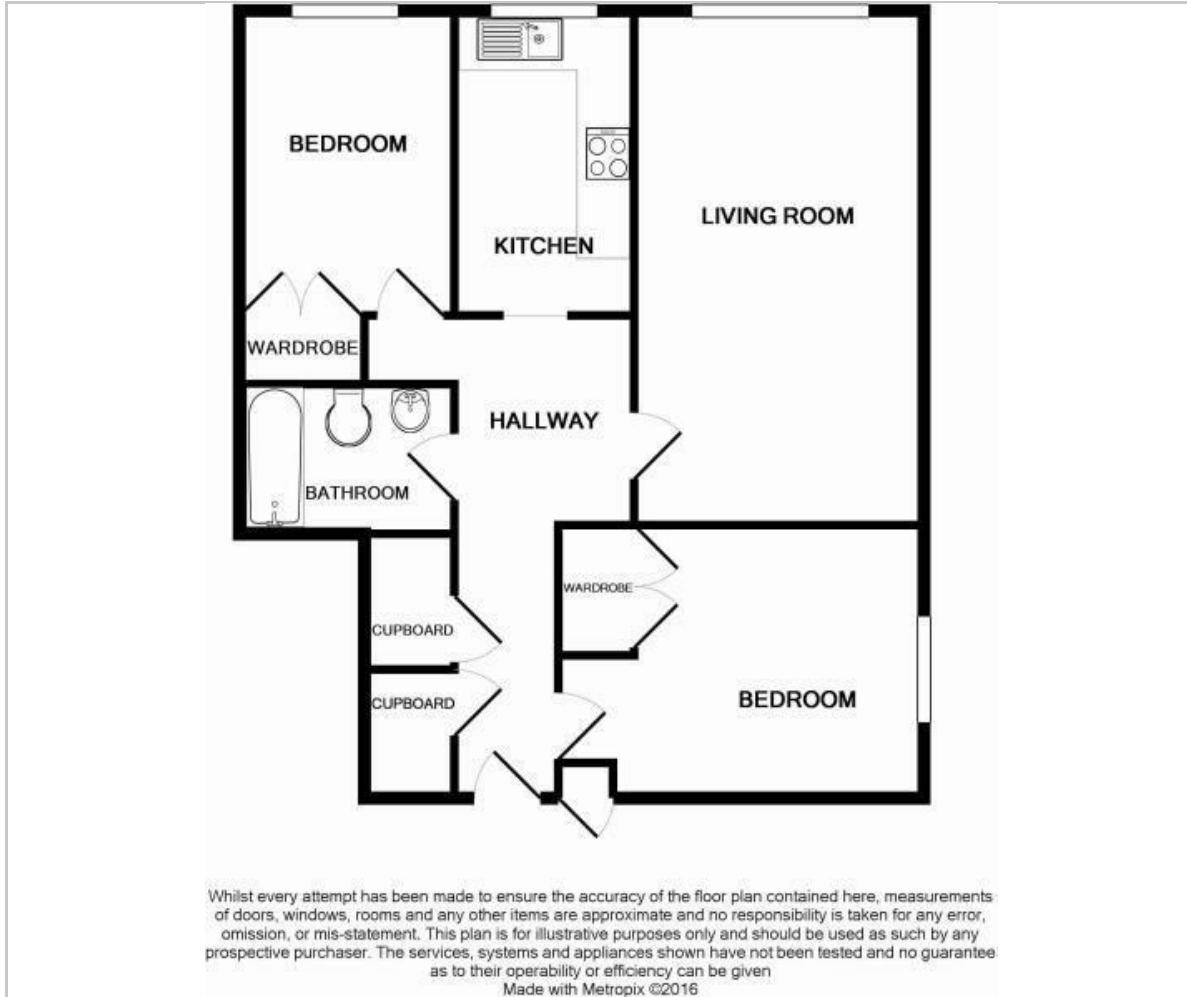 BEDROOM
LIVING ROOM
KITCHEN
WARDROBE
HALLWAY
BATHROOM
WARDROBE
CUPBOARD
BEDROOM
CUPBOARD
Whilst every attempt has been made to ensure the accuracy of the floor plan contained here, measurements
of doors, windows, rooms and any other items are approximate and no responsibility is taken for any error,
omission, or mis-statement. This plan is for illustrative purposes only and should be used as such by any
prospective purchaser. The services, systems and appliances shown have not been tested and no guarantee
as to their operability or efficiency can be given
Made with Metropix ©2016